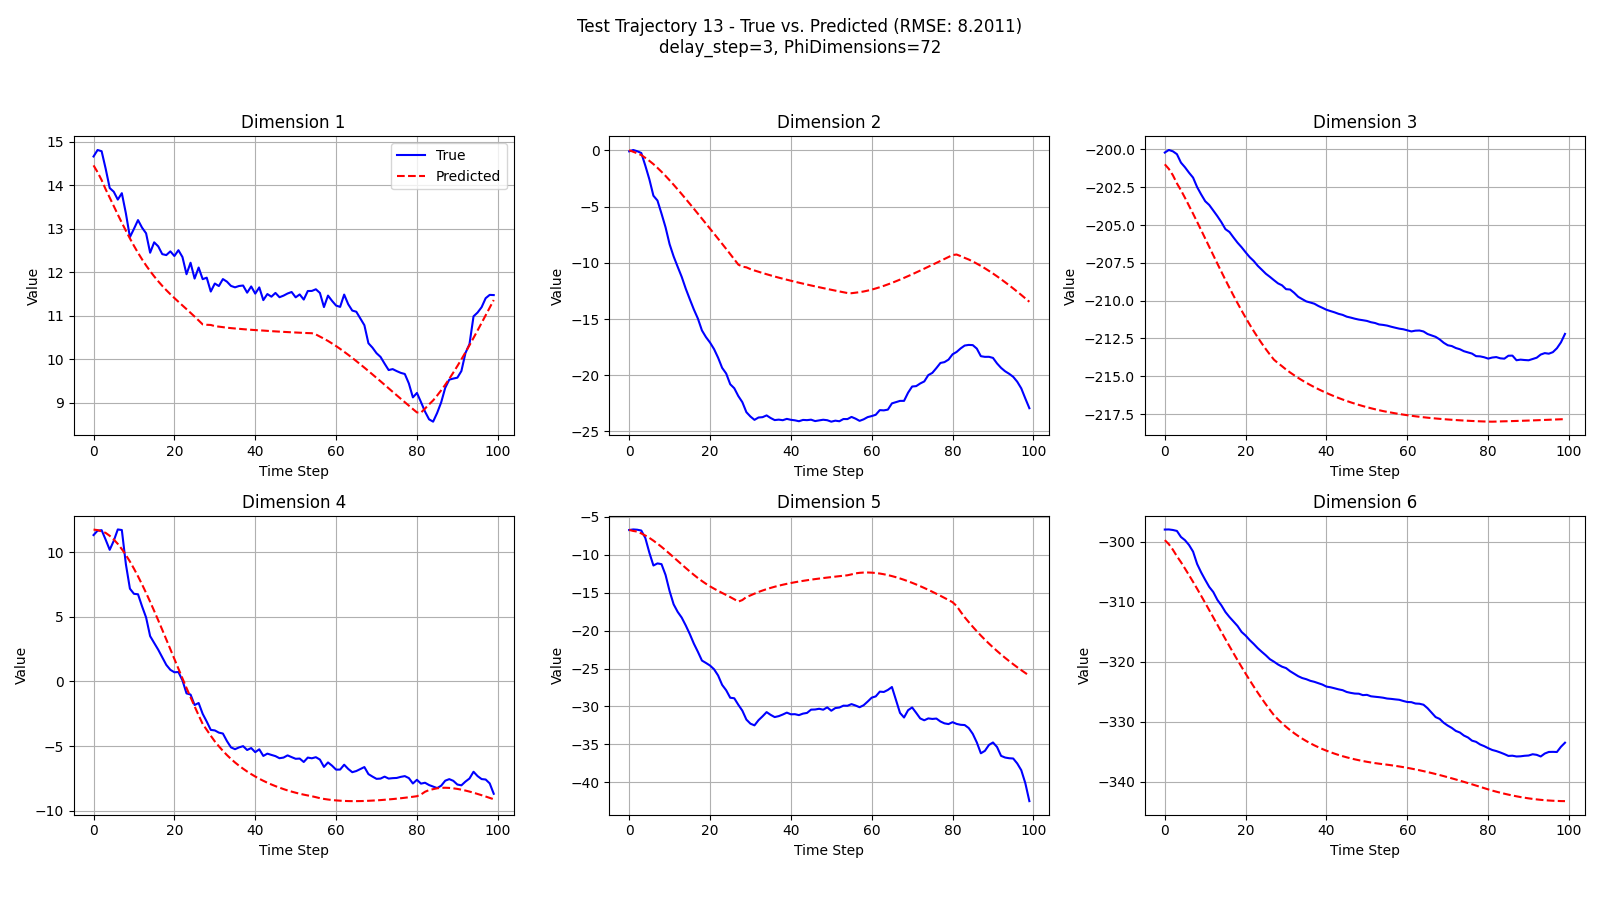 Test Trajectory 13 - True vs. Predicted (RMSE: 8.2011)
delay_step=3, PhiDimensions=72
Dimension 1
Value
15
14
13
12
11
10
9
0 20 40 60 80 100
Time Step
True
Predicted
Dimension 2
Value
0
−5
−10
−15
−20
−25
0 20 40 60 80 100
Time Step
Dimension 3
Value
−200.0
−202.5
−205.0
−207.5
−210.0
−212.5
−215.0
−217.5
0 20 40 60 80 100
Time Step
Dimension 4
Value
10
5
0
−5
−10
0 20 40 60 80 100
Time Step
Dimension 5
Value
−5
−10
−15
−20
−25
−30
−35
−40
0 20 40 60 80 100
Time Step
Dimension 6
Value
−300
−310
−320
−330
−340
0 20 40 60 80 100
Time Step